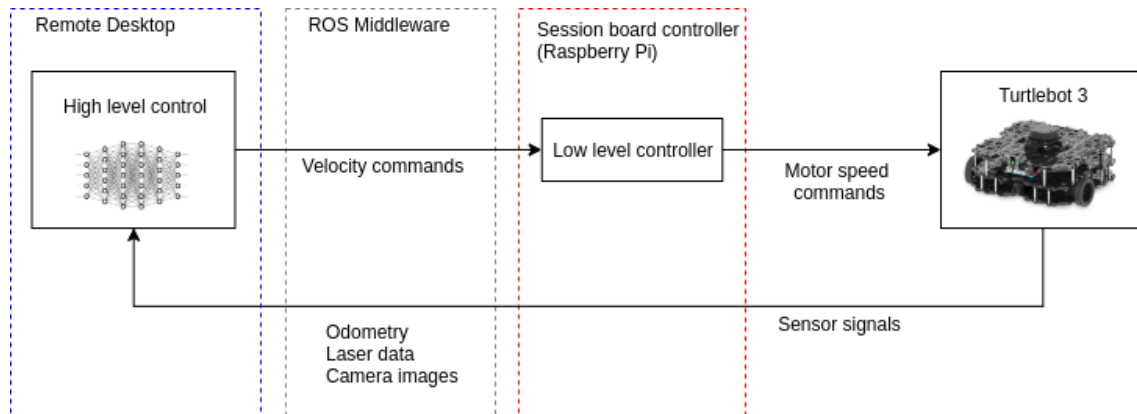 Remote Desktop
ROS Middleware
Session board controller
(Raspberry Pi)
High level control
Turtlebot 3
Low level controller
Velocity commands
Motor speed
commands
Sensor signals
Odometry
Laser data
Camera images